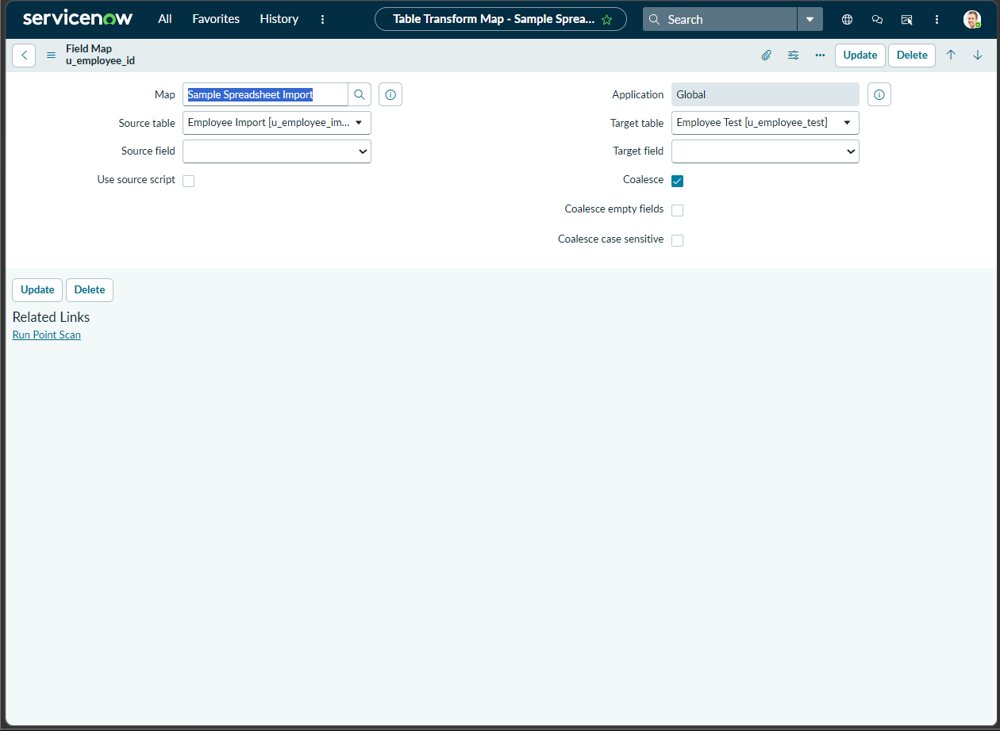 servicenow All Favorites History Table Transform Map - Sample Sprea... Search
Field Map
u_employee_id
Update Delete
Map Sample Spreadsheet Import Application Global
Source table Employee Import [u_employee_im... Target table Employee Test [u_employee_test]
Source field Target field
Use source script Coalesce
Coalesce empty fields
Coalesce case sensitive
Update Delete
Related Links
Run Point Scan